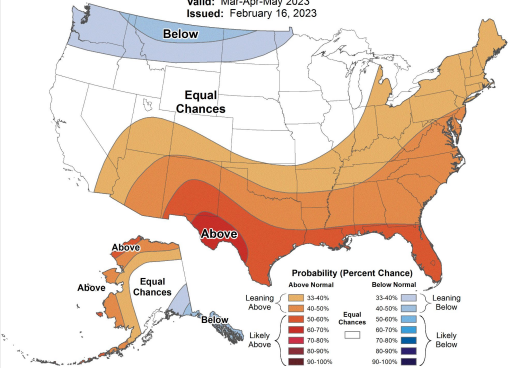 Valid: Mar-Apr-May 2023
Issued: February 16, 2023
Below
Equal
Chances
Above
Above
Above
Equal
Chances
Below
Probability (Percent Chance)
Above Normal
Below Normal
Leaning
Above
33-40%
40-50%
50-60%
60-70%
70-80%
80-90%
90-100%
Likely
Above
Equal
Chances
33-40%
40-50%
50-60%
60-70%
70-80%
80-90%
90-100%
Leaning
Below
Likely
Below